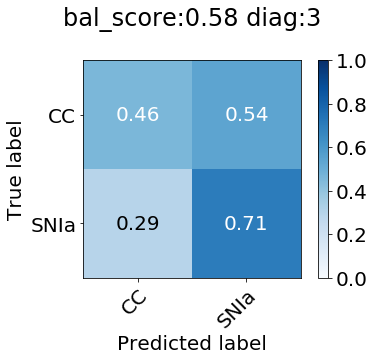 bal_score:0.58 diag:3
1.0
CC 0.46 0.54
0.8
0.6
True label
0.4
SNIa 0.29 0.71
0.2
0.0
CC SNIa
Predicted label